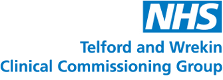 NHS
Telford and Wrekin
Clinical Commissioning Group